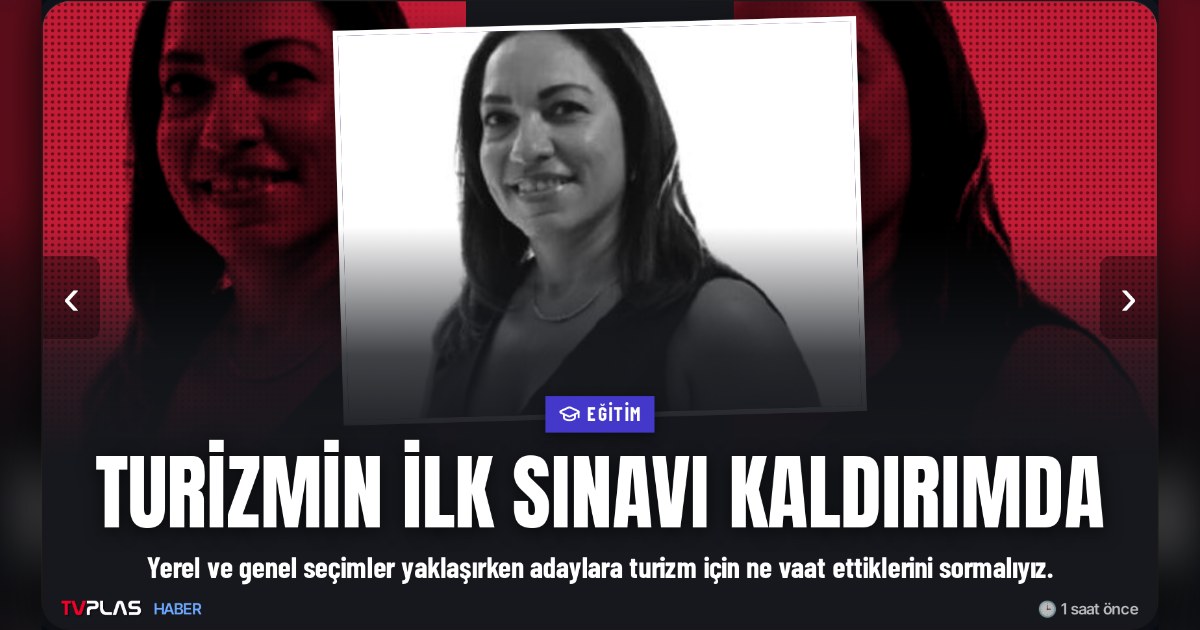 EĞİTİM
TURİZMİN İLK SINAVI KALDIRIMDA
Yerel ve genel seçimler yaklaşırken adaylara turizm için ne vaat ettiklerini sormalıyız.
TVPLAS HABER
1 saat önce